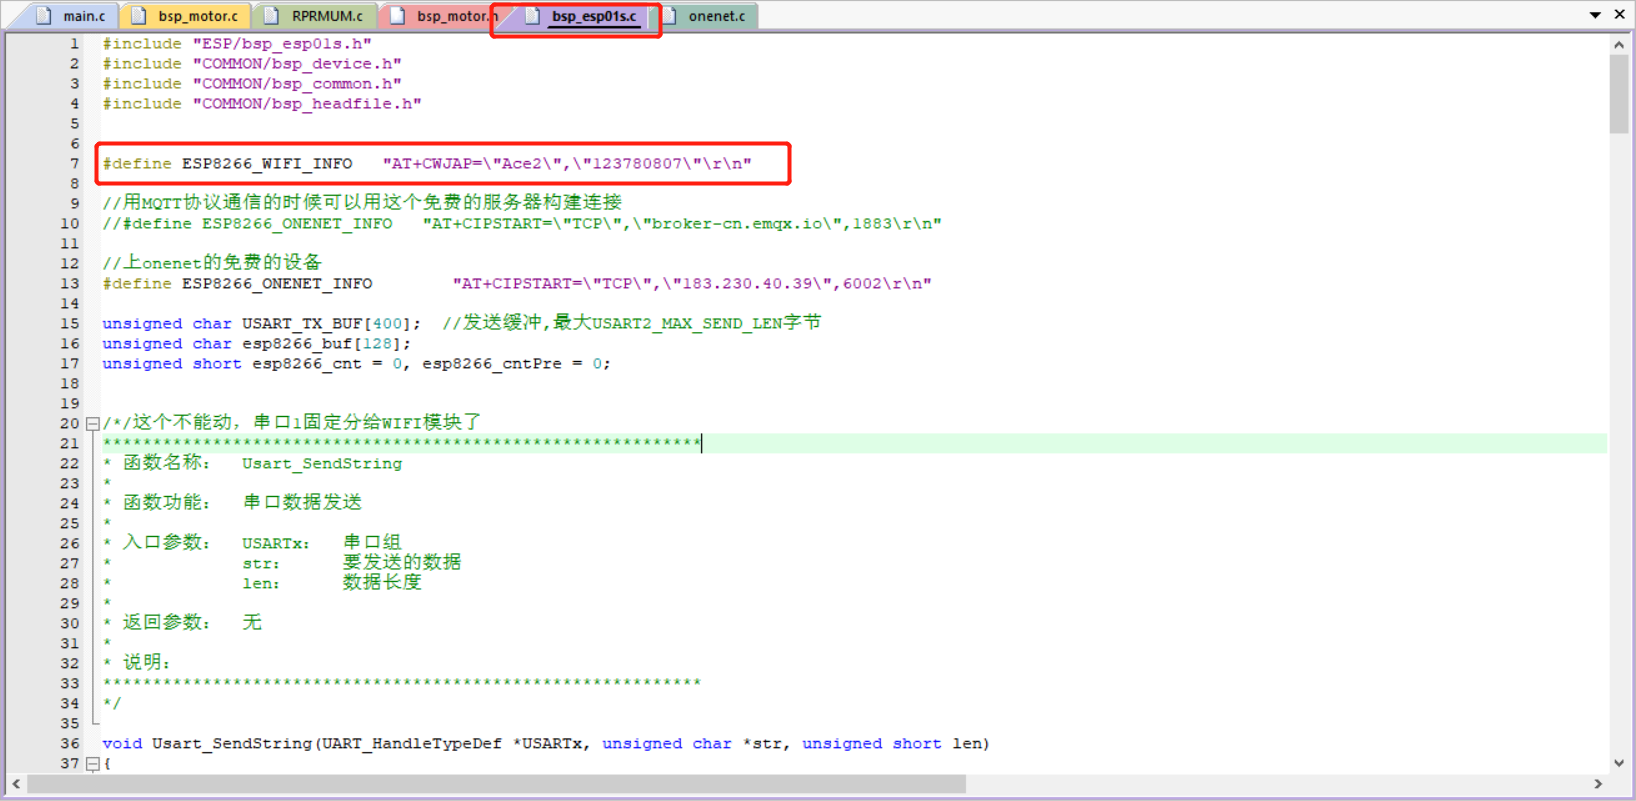 main.c bsp_motor.c RPRMUM.c bsp_motor.h bsp_esp01s.c onenet.c
1 #include "ESP/bsp_esp01s.h"
2 #include "COMMON/bsp_device.h"
3 #include "COMMON/bsp_common.h"
4 #include "COMMON/bsp_headfile.h"
5
6
7 #define ESP8266_WIFI_INFO   "AT+CWJAP=\"Ace2\",\"123780807\"\r\n"
8
9 //用MQTT协议通信的时候可以用这个免费的服务器构建连接
10 //#define ESP8266_ONENET_INFO   "AT+CIPSTART=\"TCP\",\"broker-cn.emqx.io\",1883\r\n"
11
12 //上onenet的免费的设备
13 #define ESP8266_ONENET_INFO        "AT+CIPSTART=\"TCP\",\"183.230.40.39\",6002\r\n"
14
15 unsigned char USART_TX_BUF[400];  //发送缓冲,最大USART2_MAX_SEND_LEN字节
16 unsigned char esp8266_buf[128];
17 unsigned short esp8266_cnt = 0, esp8266_cntPre = 0;
18
19
20 /*/这个不能动，串口1固定分给WIFI模块了
21 ************************************************************
22 * 函数名称：   Usart_SendString
23 *
24 * 函数功能：   串口数据发送
25 *
26 * 入口参数：   USARTx：   串口组
27 *             str：      要发送的数据
28 *             len：      数据长度
29 *
30 * 返回参数：   无
31 *
32 * 说明：
33 ************************************************************
34 */
35
36 void Usart_SendString(UART_HandleTypeDef *USARTx, unsigned char *str, unsigned short len)
37 {